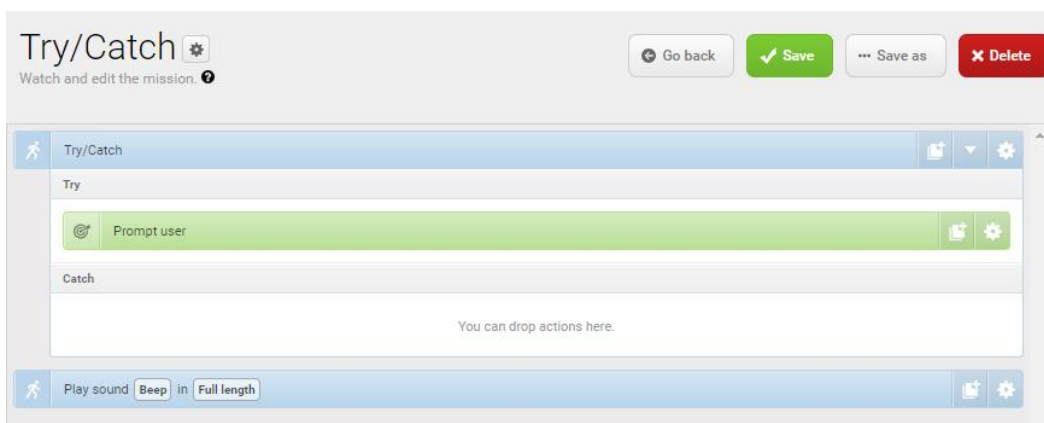 Try/Catch
Watch and edit the mission.
Go back
Save
Save as
Delete
Try/Catch
Try
Prompt user
Catch
You can drop actions here.
Play sound Beep in Full length